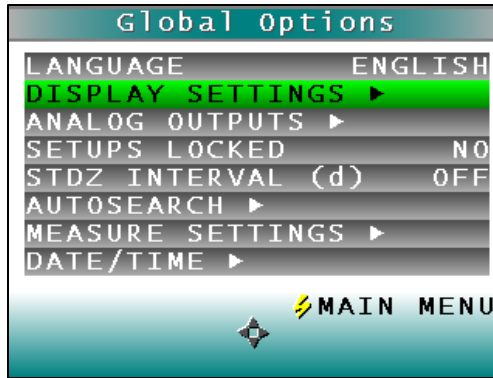 Global Options
LANGUAGE ENGLISH
DISPLAY SETTINGS ▶
ANALOG OUTPUTS ▶
SETUPS LOCKED NO
STDZ INTERVAL (d) OFF
AUTOSEARCH ▶
MEASURE SETTINGS ▶
DATE/TIME ▶
MAIN MENU